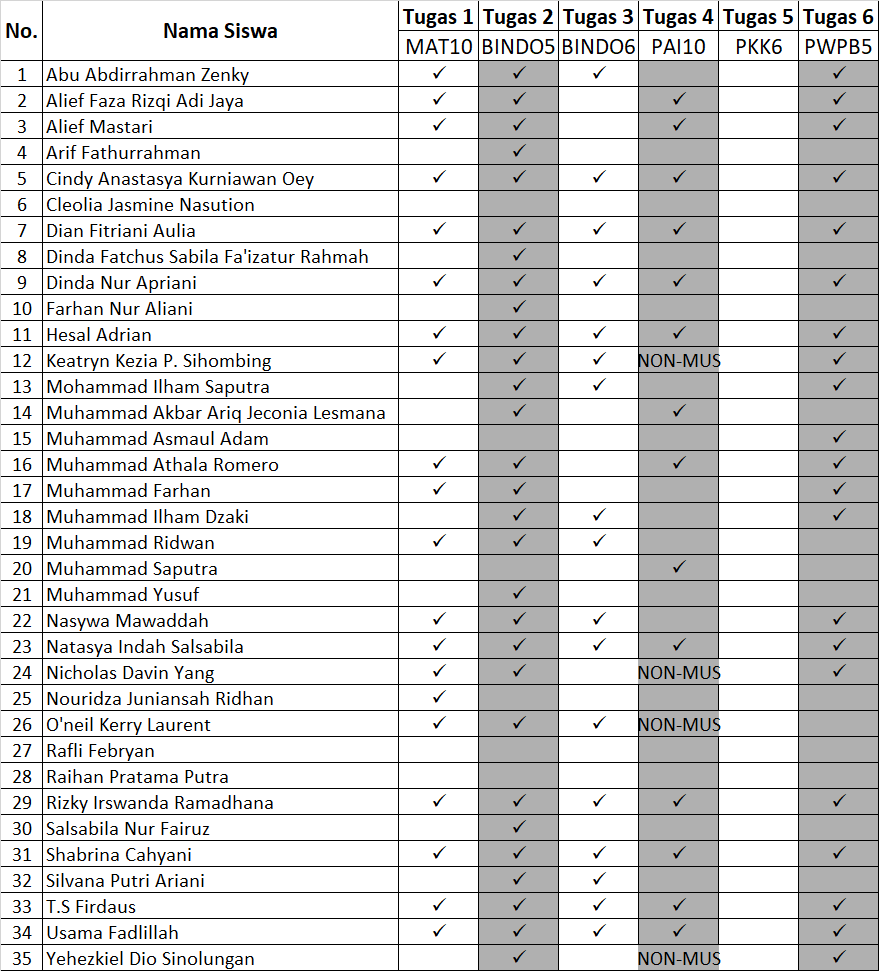 No. Nama Siswa Tugas 1 Tugas 2 Tugas 3 Tugas 4 Tugas 5 Tugas 6
MAT10 BINDO5 BINDO6 PAI10 PKK6 PWPB5
1 Abu Abdirrahman Zenky ✓ ✓ ✓ ✓
2 Alief Faza Rizqi Adi Jaya ✓ ✓ ✓ ✓
3 Alief Mastari ✓ ✓ ✓ ✓
4 Arif Fathurrahman ✓
5 Cindy Anastasya Kurniawan Oey ✓ ✓ ✓ ✓ ✓
6 Cleolia Jasmine Nasution
7 Dian Fitriani Aulia ✓ ✓ ✓ ✓ ✓
8 Dinda Fatchus Sabila Fa'izatur Rahmah ✓
9 Dinda Nur Apriani ✓ ✓ ✓ ✓ ✓
10 Farhan Nur Aliani ✓
11 Hesal Adrian ✓ ✓ ✓ ✓ ✓
12 Keatryn Kezia P. Sihombing ✓ ✓ ✓ NON-MUS ✓
13 Mohammad Ilham Saputra ✓ ✓ ✓
14 Muhammad Akbar Ariq Jeconia Lesmana ✓ ✓
15 Muhammad Asmaul Adam ✓
16 Muhammad Athala Romero ✓ ✓ ✓ ✓
17 Muhammad Farhan ✓ ✓ ✓
18 Muhammad Ilham Dzaki ✓ ✓ ✓
19 Muhammad Ridwan ✓ ✓ ✓
20 Muhammad Saputra ✓
21 Muhammad Yusuf ✓
22 Nasywa Mawaddah ✓ ✓ ✓ ✓
23 Natasya Indah Salsabila ✓ ✓ ✓ ✓ ✓
24 Nicholas Davin Yang ✓ ✓ NON-MUS ✓
25 Nouridza Juniansah Ridhan ✓
26 O'neil Kerry Laurent ✓ ✓ ✓ NON-MUS
27 Rafli Febryan
28 Raihan Pratama Putra
29 Rizky Irswanda Ramadhana ✓ ✓ ✓ ✓ ✓
30 Salsabila Nur Fairuz ✓
31 Shabrina Cahyani ✓ ✓ ✓ ✓ ✓
32 Silvana Putri Ariani ✓ ✓
33 T.S Firdaus ✓ ✓ ✓ ✓ ✓
34 Usama Fadlillah ✓ ✓ ✓ ✓ ✓
35 Yehezkiel Dio Sinolungan ✓ NON-MUS ✓